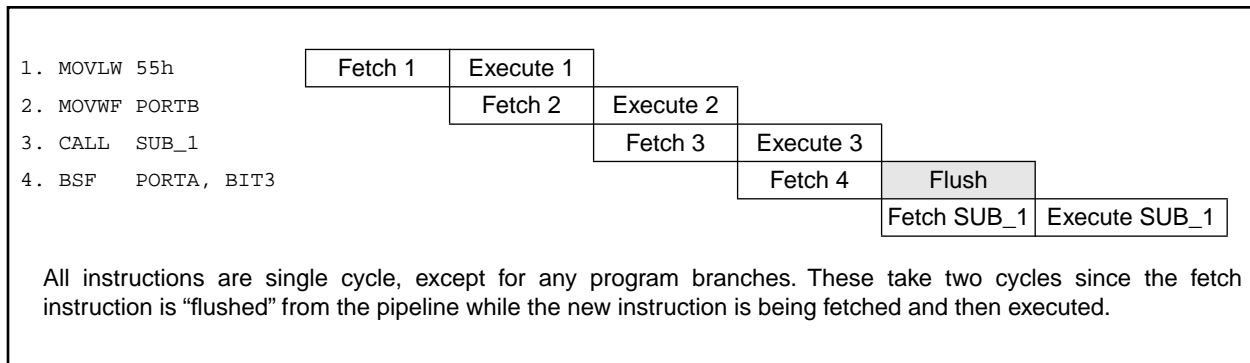 1. MOVLW 55h Fetch 1 Execute 1
2. MOVWF PORTB Fetch 2 Execute 2
3. CALL SUB_1 Fetch 3 Execute 3
4. BSF PORTA, BIT3 Fetch 4 Flush
Fetch SUB_1 Execute SUB_1
All instructions are single cycle, except for any program branches. These take two cycles since the fetch
instruction is “flushed” from the pipeline while the new instruction is being fetched and then executed.